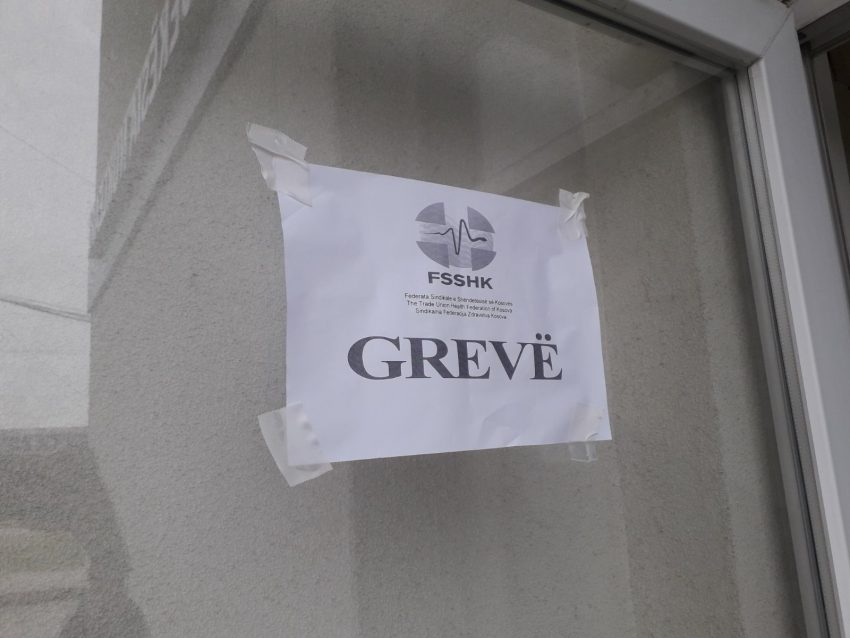 FSSHK
Federata Sindikale e Shëndetësisë së Kosovës
The Trade Union Health Federation of Kosova
Sindikalna Federacija Zdravstva Kosova
GREVË